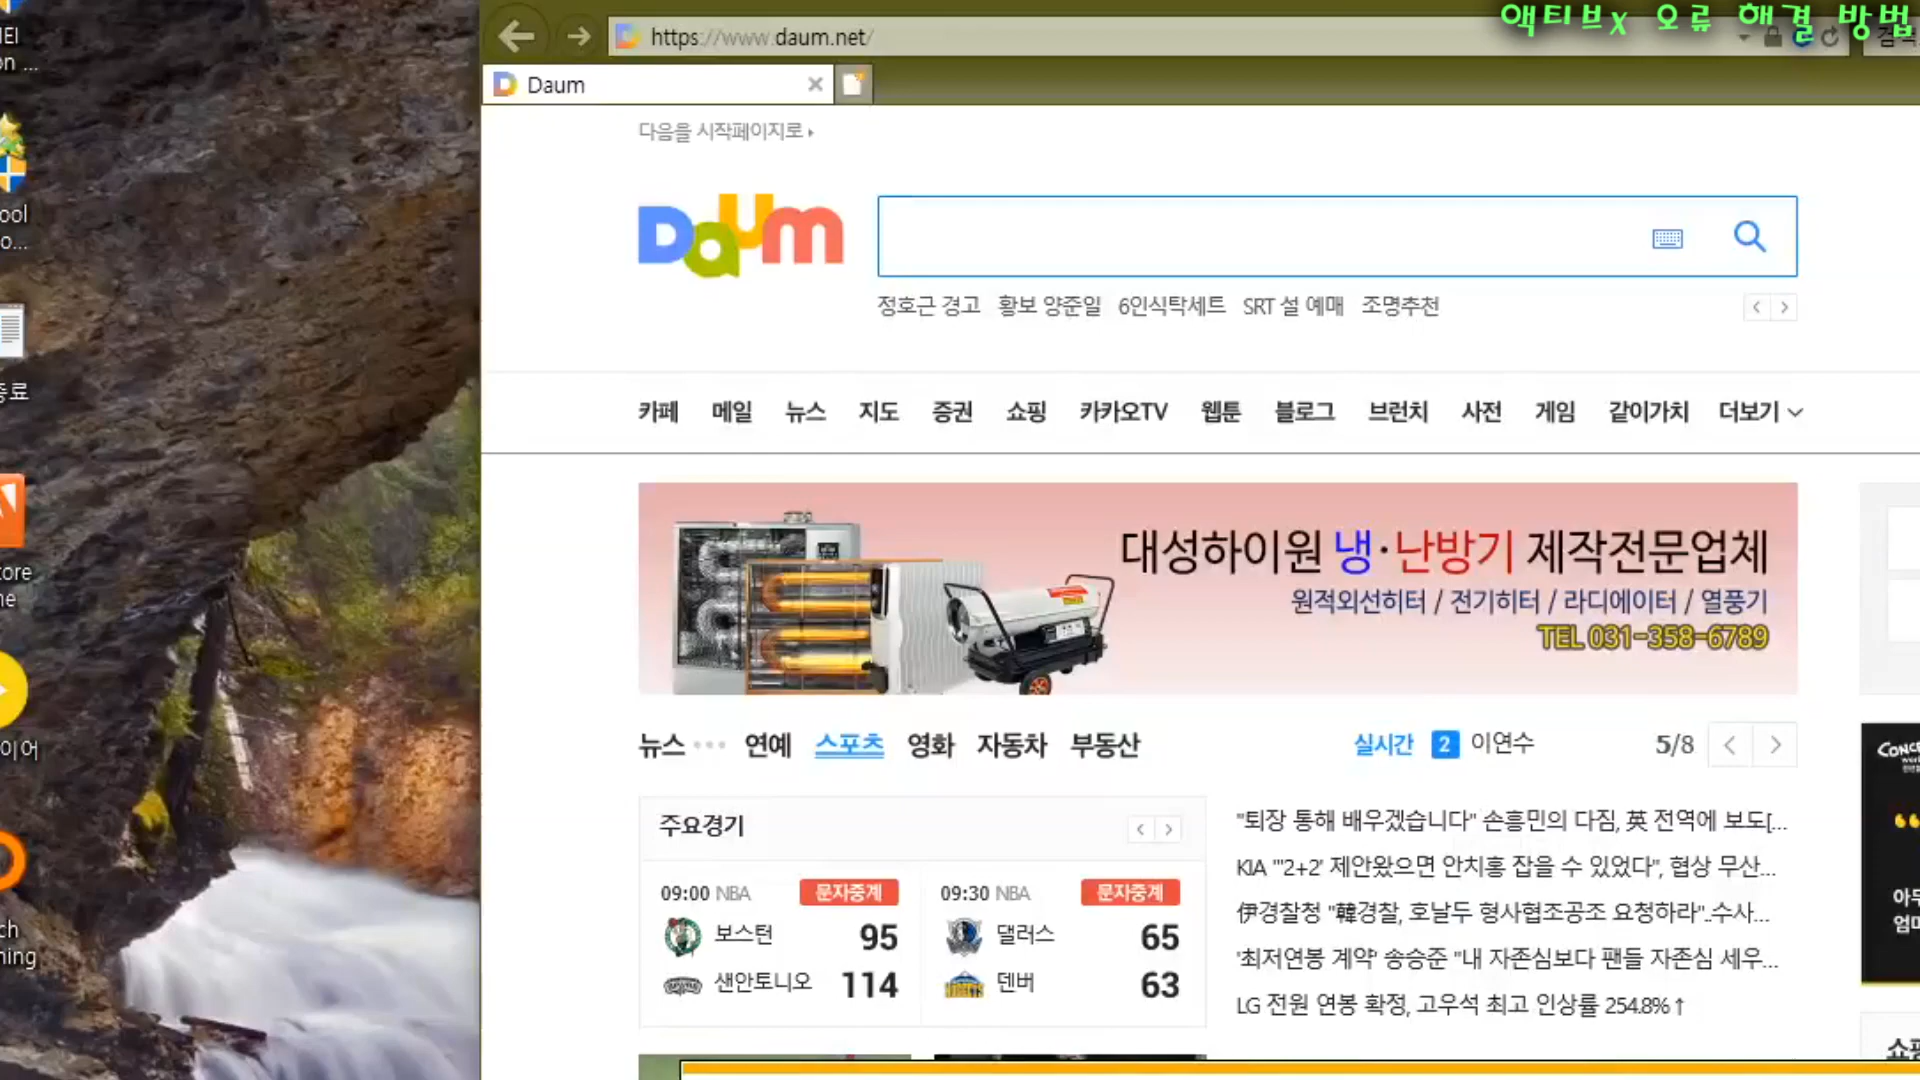 액티브X 오류 해결 방법
https://www.daum.net/
Daum
다음을 시작페이지로
Daum
정호근 경고 황보 양준일 6인식탁세트 SRT 설 예매 조명추천
카페 메일 뉴스 지도 증권 쇼핑 카카오TV 웹툰 블로그 브런치 사전 게임 같이가치 더보기
대성하이원 냉·난방기 제작전문업체
원적외선히터 / 전기히터 / 라디에이터 / 열풍기
TEL 031-358-6789
뉴스 연예 스포츠 영화 자동차 부동산
실시간 2 이연수 5/8
주요경기
09:00 NBA 문자중계
보스턴 95
샌안토니오 114
09:30 NBA 문자중계
댈러스 65
덴버 63
"퇴장 통해 배우겠습니다" 손흥민의 다짐, 英 전역에 보도[...
KIA "'2+2' 제안왔으면 안치홍 잡을 수 있었다", 협상 무산...
伊경찰청 "韓경찰, 호날두 형사협조공조 요청하라"..수사...
'최저연봉 계약' 송승준 "내 자존심보다 팬들 자존심 세우...
LG 전원 연봉 확정, 고우석 최고 인상률 254.8%↑